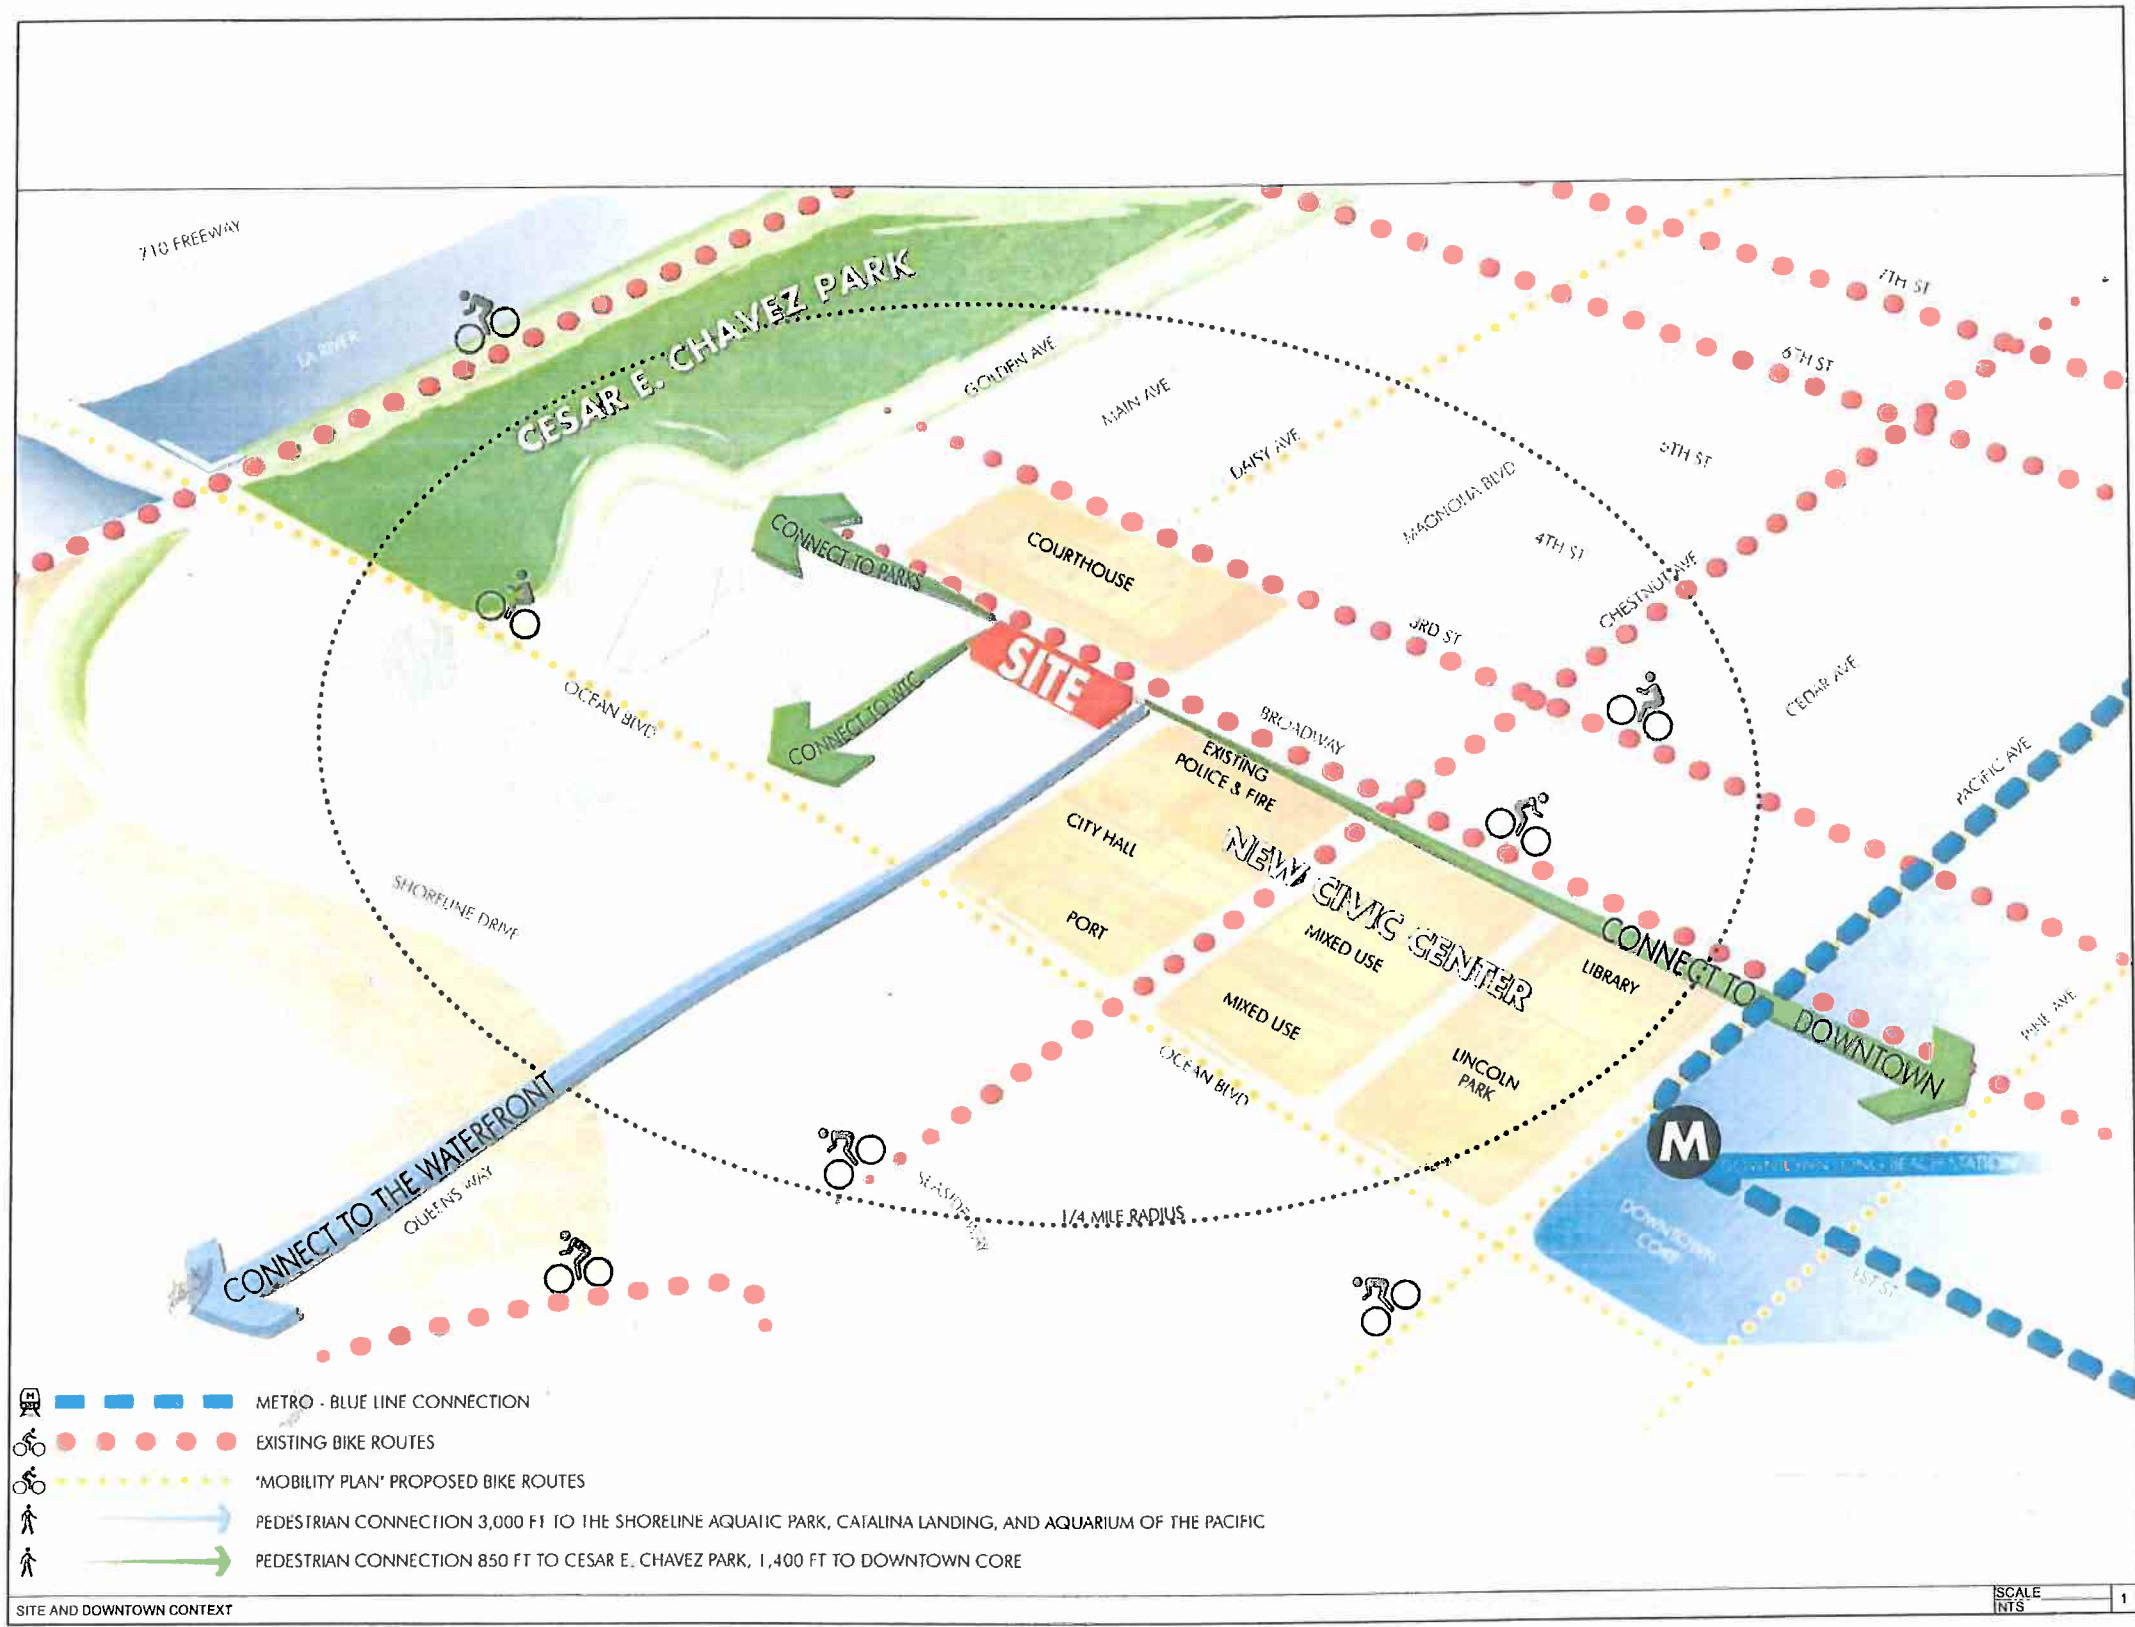 710 FREEWAY
LA RIVER
CESAR E. CHAVEZ PARK
GOLDEN AVE
MAIN AVE
DAISY AVE
MAGNOLIA BLVD
7TH ST
6TH ST
5TH ST
4TH ST
CHESTNUT AVE
3RD ST
CEDAR AVE
PACIFIC AVE
PINE AVE
CONNECT TO PARKS
COURTHOUSE
SITE
CONNECT TO WTC
OCEAN BLVD
BROADWAY
EXISTING
POLICE & FIRE
CITY HALL
PORT
NEW CIVIC CENTER
MIXED USE
MIXED USE
LIBRARY
LINCOLN
PARK
CONNECT TO
DOWNTOWN
SHORELINE DRIVE
OCEAN BLVD
M
DOWNTOWN LONG BEACH STATION
DOWNTOWN
CORE
1ST ST
SEASIDE WAY
1/4 MILE RADIUS
CONNECT TO THE WATERFRONT
QUEENS WAY
M
METRO - BLUE LINE CONNECTION
EXISTING BIKE ROUTES
'MOBILITY PLAN' PROPOSED BIKE ROUTES
PEDESTRIAN CONNECTION 3,000 FT TO THE SHORELINE AQUATIC PARK, CATALINA LANDING, AND AQUARIUM OF THE PACIFIC
PEDESTRIAN CONNECTION 850 FT TO CESAR E. CHAVEZ PARK, 1,400 FT TO DOWNTOWN CORE
SITE AND DOWNTOWN CONTEXT
SCALE
NTS
1